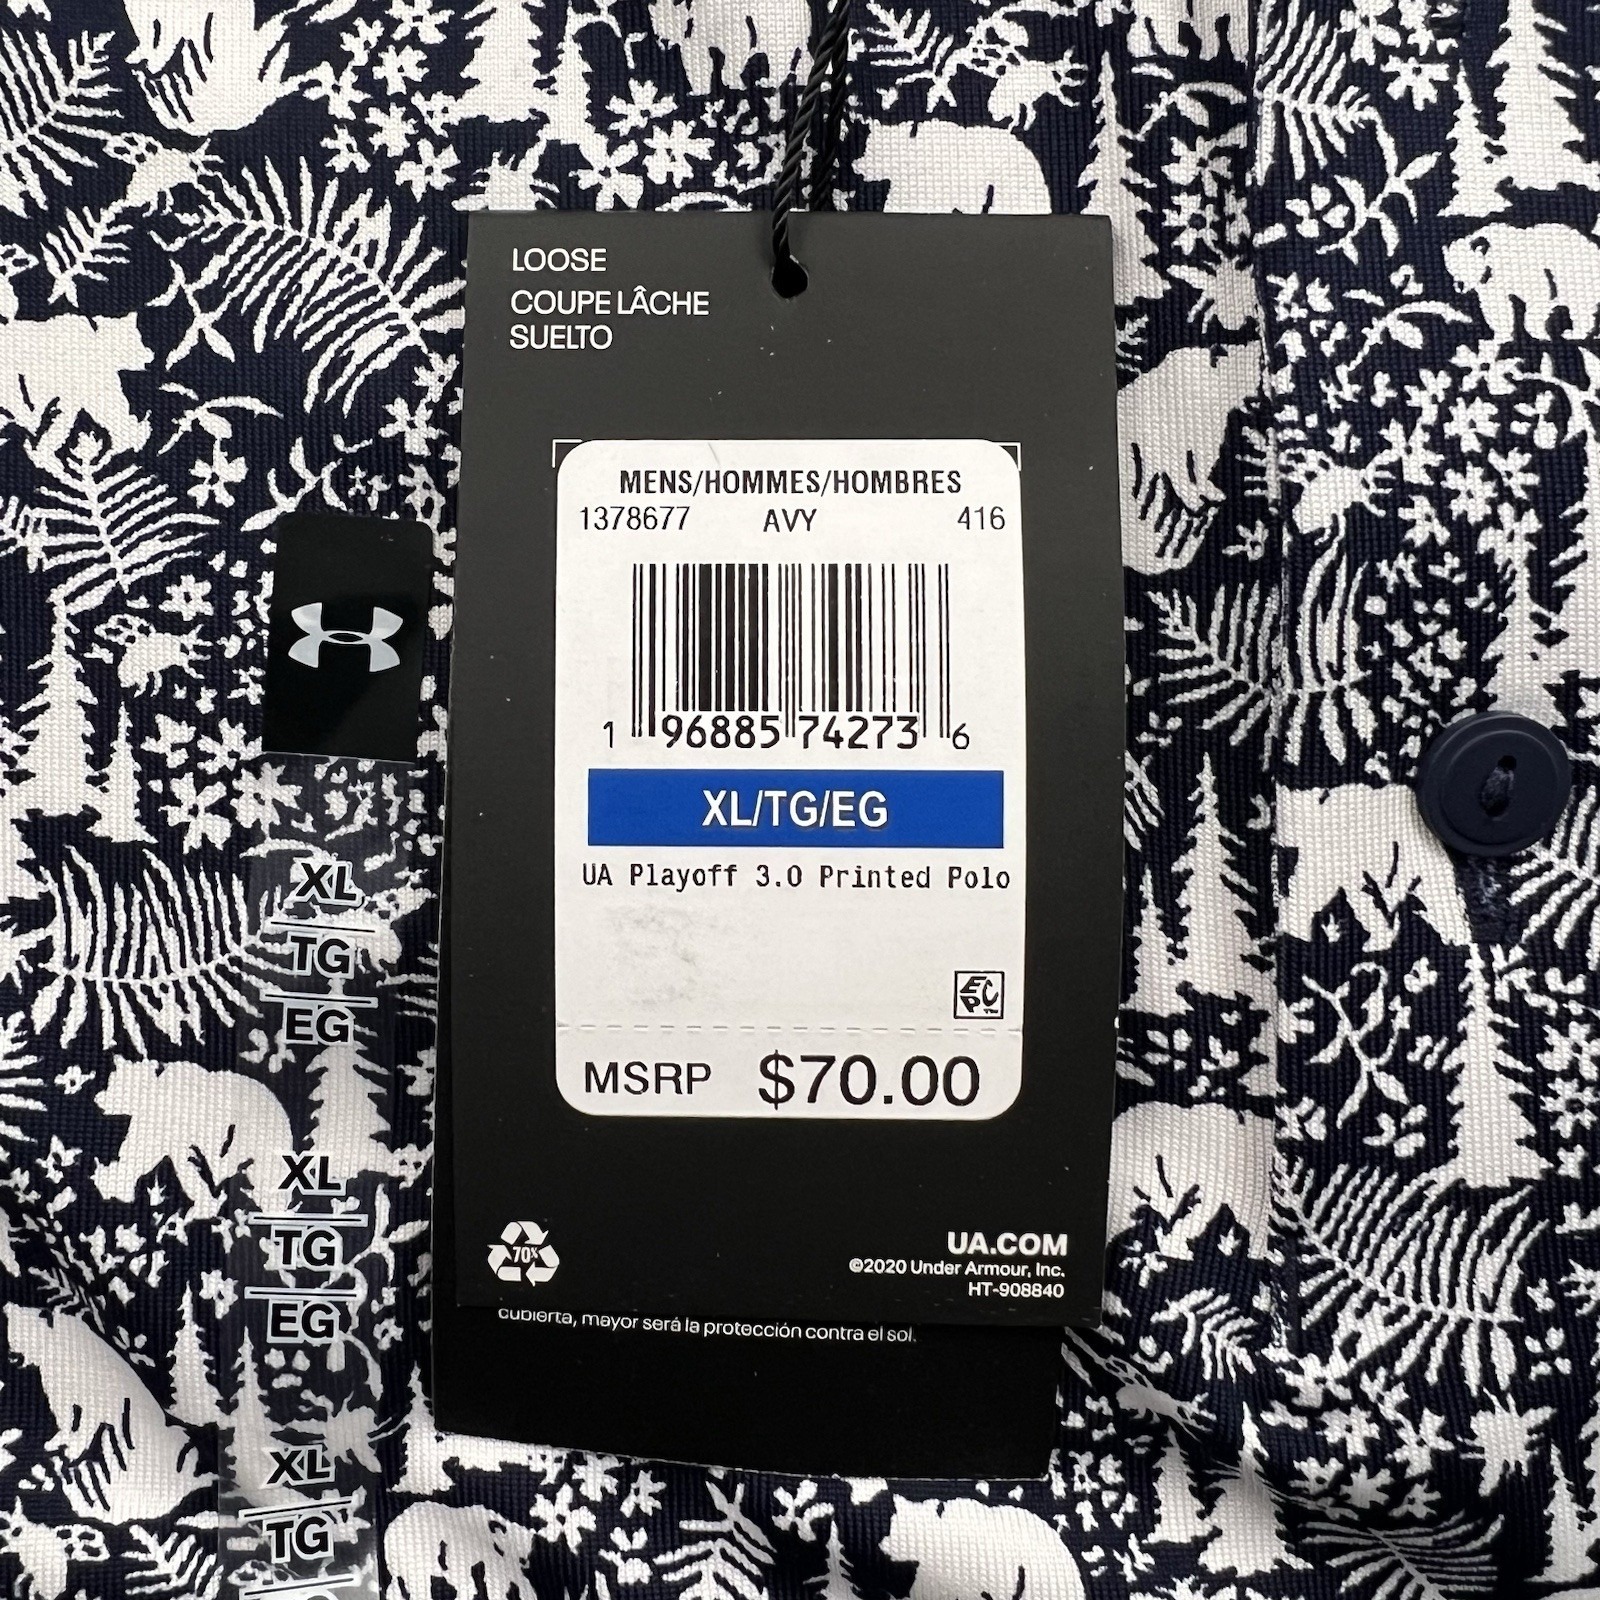 LOOSE
COUPE LÂCHE
SUELTO
MENS/HOMMES/HOMBRES
1378677 AVY 416
1 96885 74273 6
XL/TG/EG
UA Playoff 3.0 Printed Polo
EPC™
MSRP $70.00
70%
UA.COM
©2020 Under Armour, Inc.
HT-908840
cubierta, mayor será la protección contra el sol.
XL
TG
EG
XL
TG
EG
XL
TG